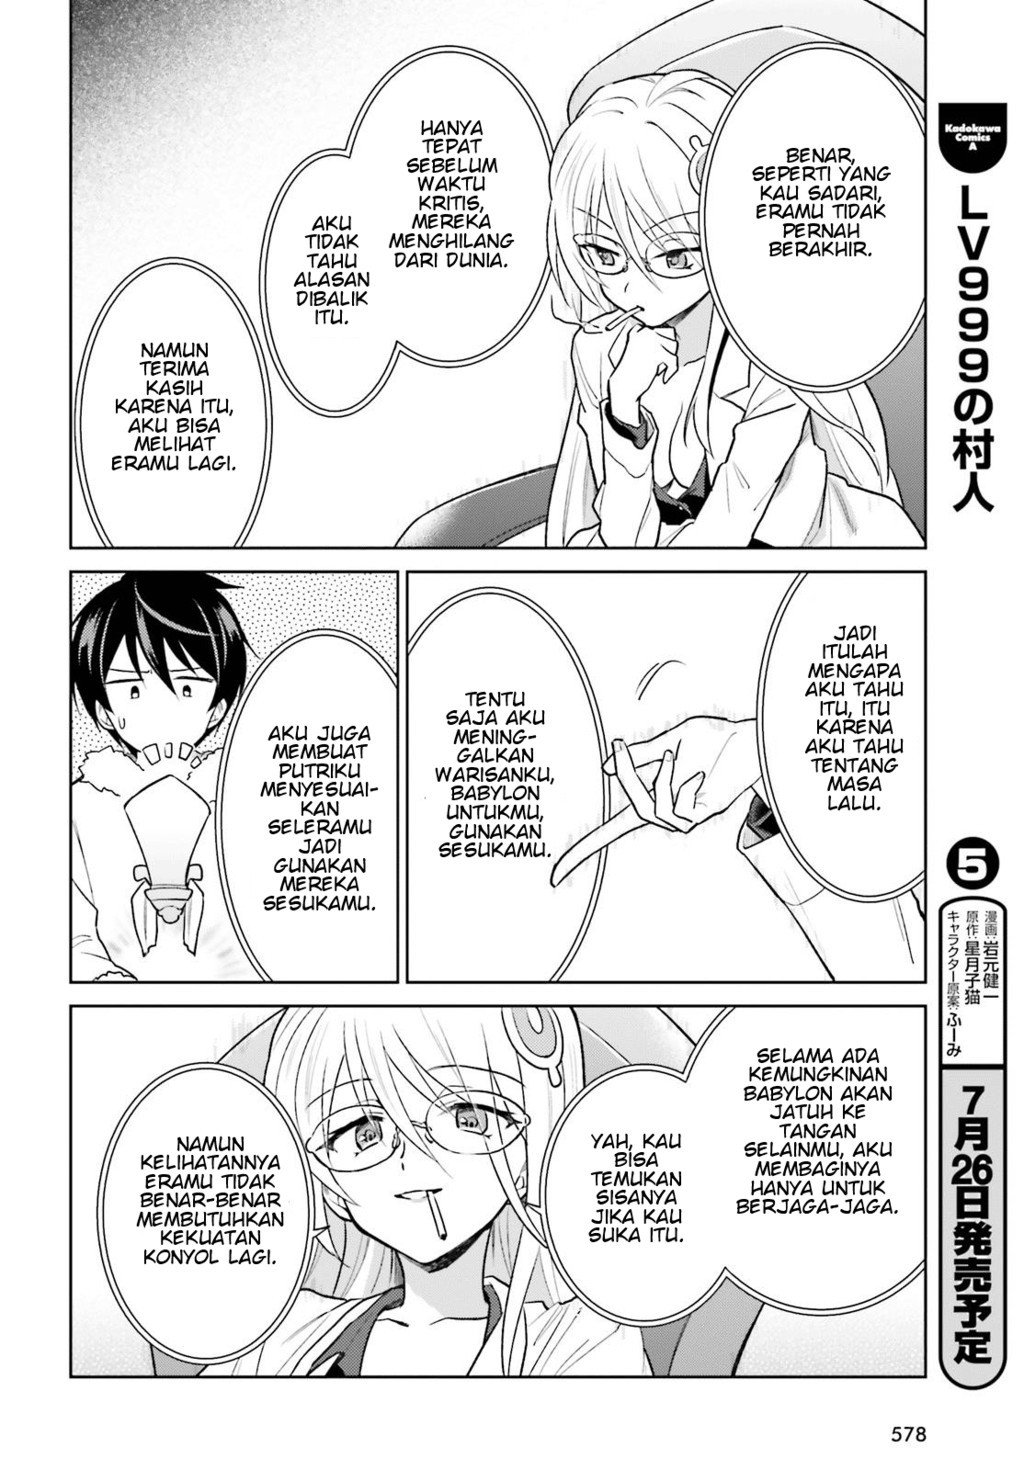 BENAR,
SEPERTI YANG
KAU SADARI,
ERAMU TIDAK
PERNAH
BERAKHIR.
HANYA
TEPAT
SEBELUM
WAKTU
KRITIS,
MEREKA
MENGHILANG
DARI DUNIA.
AKU
TIDAK
TAHU
ALASAN
DIBALIK
ITU.
NAMUN
TERIMA
KASIH
KARENA ITU,
AKU BISA
MELIHAT
ERAMU LAGI.
JADI
ITULAH
MENGAPA
AKU TAHU
ITU, ITU
KARENA
AKU TAHU
TENTANG
MASA
LALU.
TENTU
SAJA AKU
MENING-
GALKAN
WARISANKU,
BABYLON
UNTUKMU,
GUNAKAN
SESUKAMU.
AKU JUGA
MEMBUAT
PUTRIKU
MENYESUAI-
KAN
SELERAMU
JADI
GUNAKAN
MEREKA
SESUKAMU.
SELAMA ADA
KEMUNGKINAN
BABYLON AKAN
JATUH KE
TANGAN
SELAINMU, AKU
MEMBAGINYA
HANYA UNTUK
BERJAGA-JAGA.
YAH, KAU
BISA
TEMUKAN
SISANYA
JIKA KAU
SUKA ITU.
NAMUN
KELIHATANNYA
ERAMU TIDAK
BENAR-BENAR
MEMBUTUHKAN
KEKUATAN
KONYOL LAGI.
Kadokawa
Comics
A
LV999の村人
5
漫画:岩元健一
原作:星月子猫
キャラクター原案:ふーみ
7月26日発売予定
578